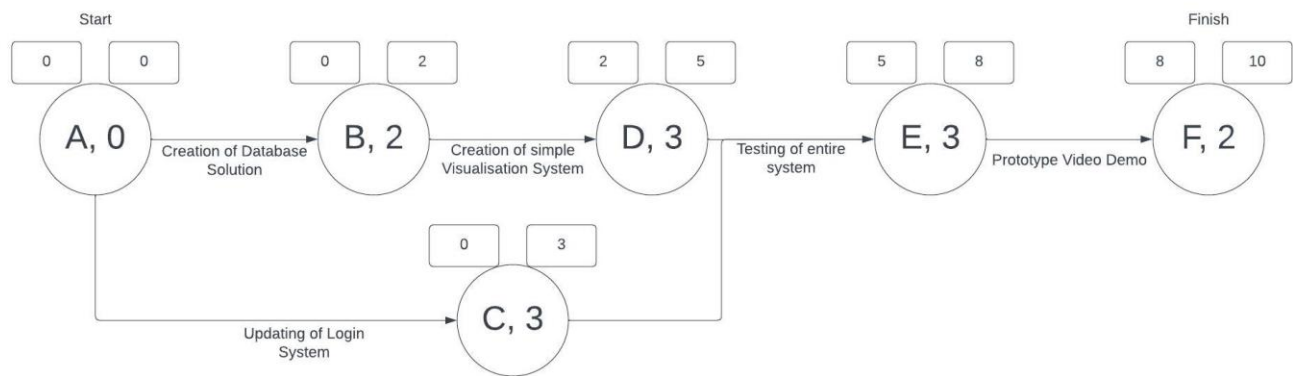 Start
Finish
0
0
0
2
2
5
5
8
8
10
A, 0
B, 2
D, 3
E, 3
F, 2
Creation of Database
Solution
Creation of simple
Visualisation System
Testing of entire
system
Prototype Video Demo
0
3
C, 3
Updating of Login
System